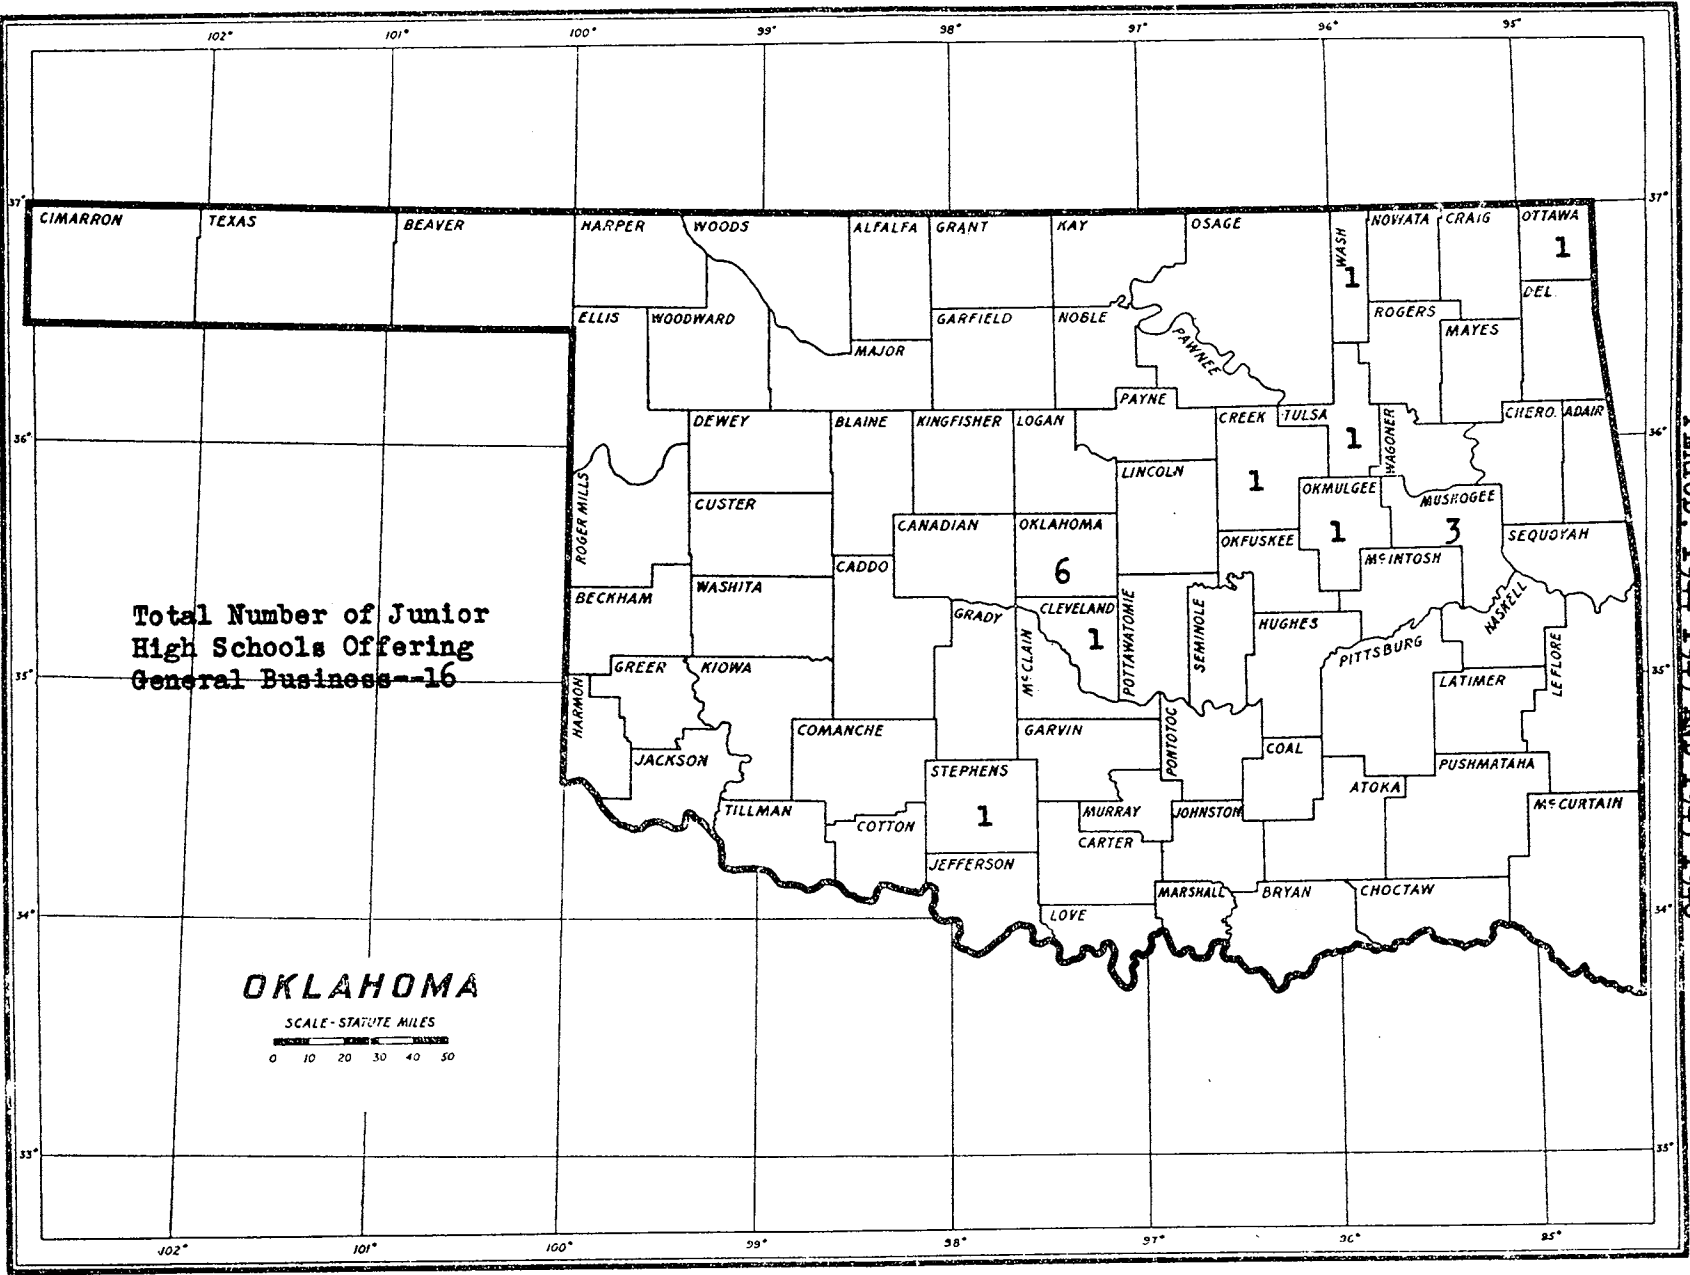 102° 101° 100° 99° 98° 97° 96° 95°
37° 37°
CIMARRON TEXAS BEAVER HARPER WOODS ALFALFA GRANT KAY OSAGE WASH NOWATA CRAIG OTTAWA
1 1
DEL.
ELLIS WOODWARD GARFIELD NOBLE ROGERS
MAYES
MAJOR PAWNEE
PAYNE
36° DEWEY BLAINE KINGFISHER LOGAN CREEK TULSA WAGONER CHERO. ADAIR 36°
1
LINCOLN
1
ROGER MILLS CUSTER OKMULGEE MUSKOGEE
CANADIAN OKLAHOMA
1 3
OKFUSKEE SEQUOYAH
McINTOSH
CADDO
6
BECKHAM WASHITA
GRADY CLEVELAND POTTAWATOMIE SEMINOLE HUGHES HASKELL
1
Total Number of Junior
High Schools Offering
General Business--16
McCLAIN PITTSBURG LE FLORE
35° GREER KIOWA LATIMER 35°
HARMON
COMANCHE GARVIN PONTOTOC COAL
JACKSON STEPHENS PUSHMATAHA
ATOKA
TILLMAN COTTON 1 MURRAY JOHNSTON McCURTAIN
CARTER
JEFFERSON
MARSHALL BRYAN CHOCTAW
34° LOVE 34°
OKLAHOMA
SCALE-STATUTE MILES
0 10 20 30 40 50
33° 35°
102° 101° 100° 99° 98° 97° 96° 95°